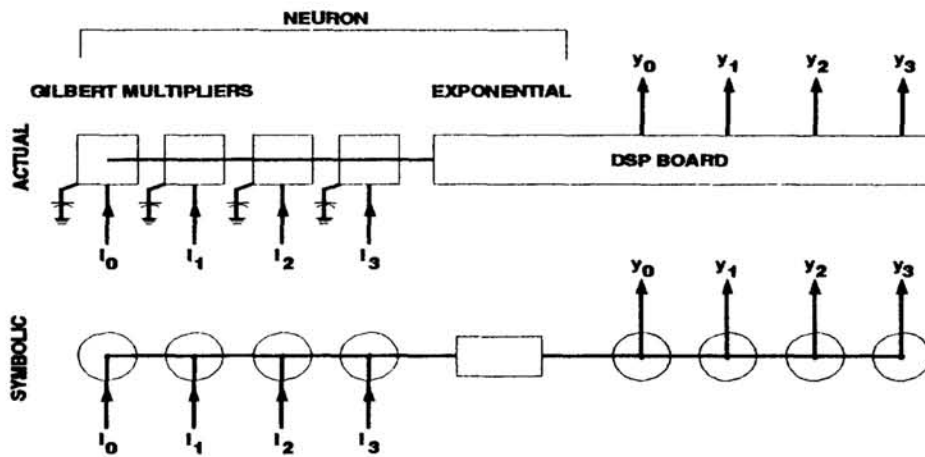 NEURON
y0 y1 y2 y3
GILBERT MULTIPLIERS EXPONENTIAL
ACTUAL
DSP BOARD
I0 I1 I2 I3
y0 y1 y2 y3
SYMBOLIC
I0 I1 I2 I3